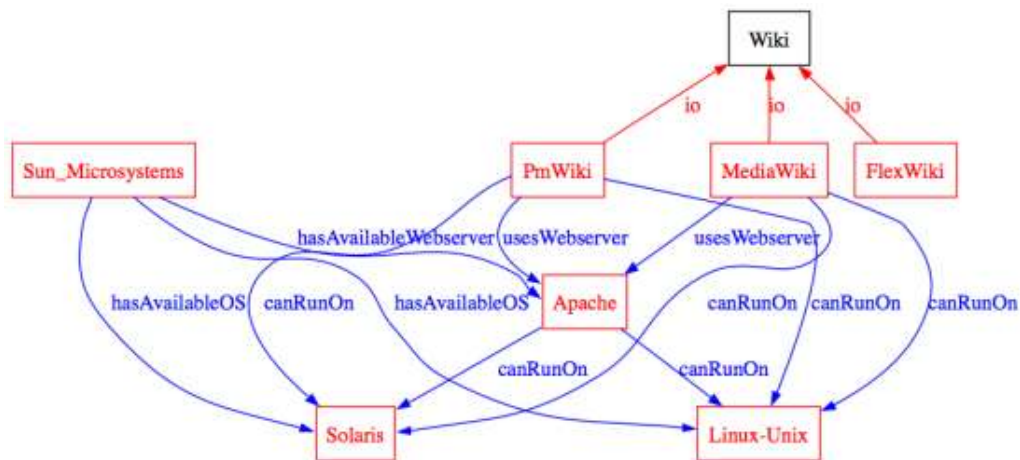 Wiki
io io io
Sun_Microsystems PmWiki MediaWiki FlexWiki
hasAvailableWebserver usesWebserver usesWebserver
hasAvailableOS canRunOn hasAvailableOS Apache canRunOn canRunOn canRunOn
canRunOn canRunOn
Solaris Linux-Unix